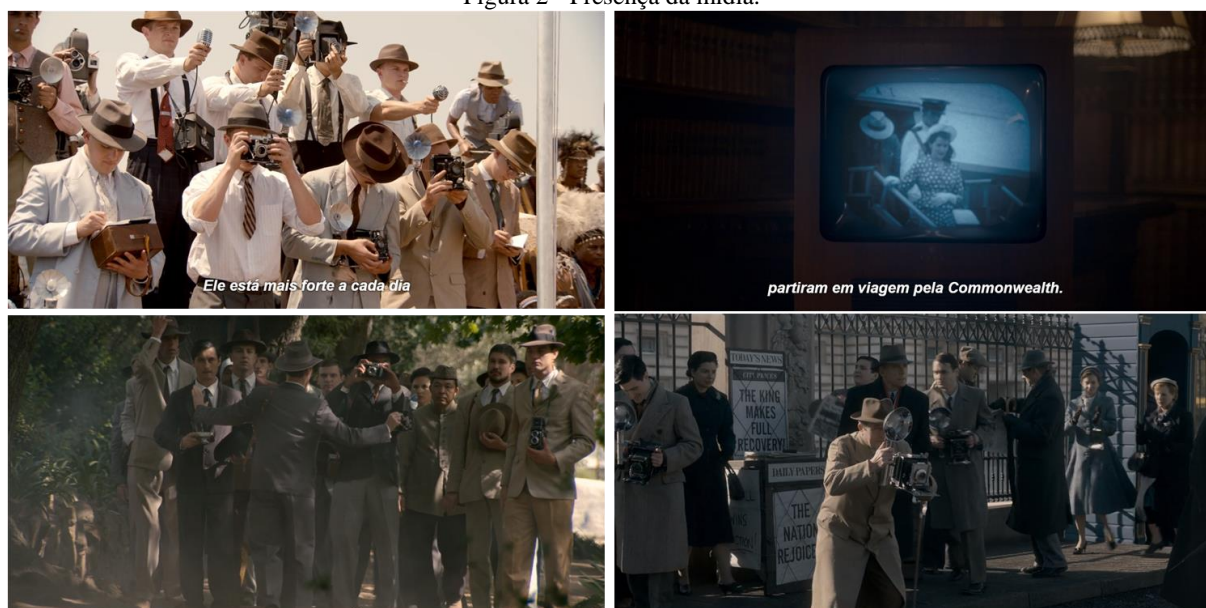 Figura 2 - Presença da mídia.
Ele está mais forte a cada dia
partiram em viagem pela Commonwealth.
TODAY'S NEWS
THE KING
MAKES
FULL
RECOVERY!
DAILY PAPERS
THE
NATION
REJOICE